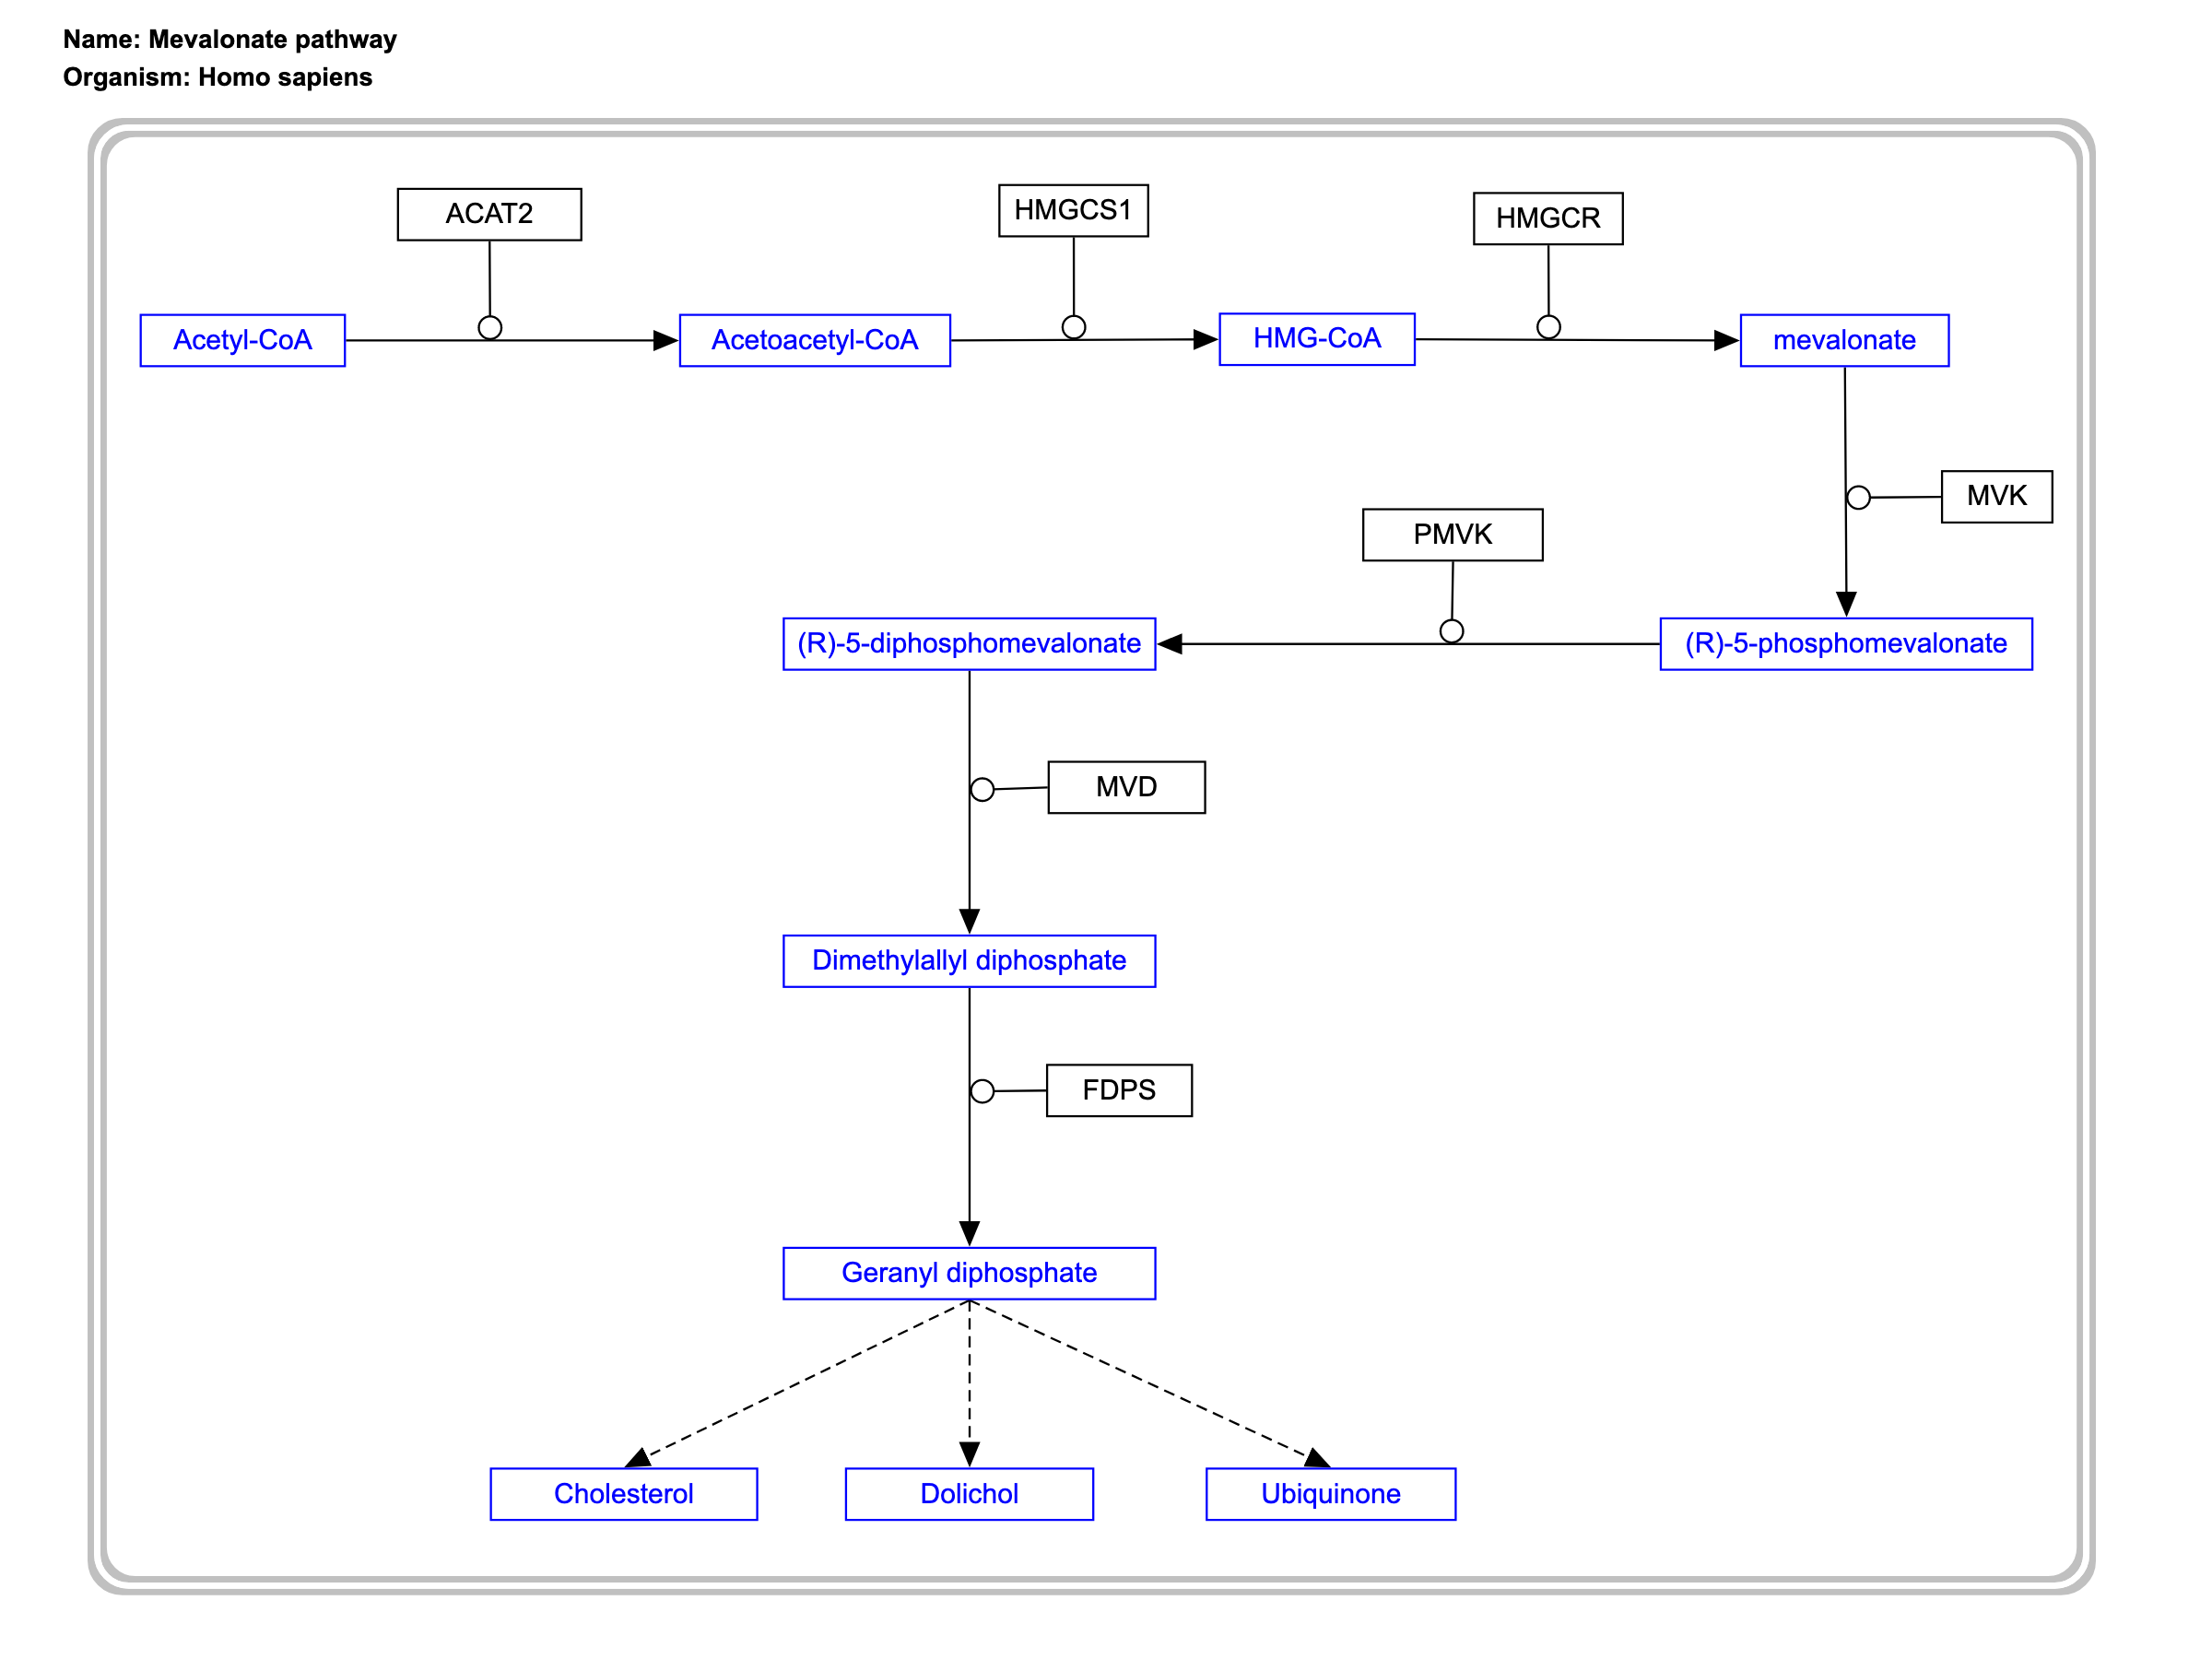 Name: Mevalonate pathway
Organism: Homo sapiens
ACAT2
HMGCS1
HMGCR
Acetyl-CoA
Acetoacetyl-CoA
HMG-CoA
mevalonate
MVK
PMVK
(R)-5-diphosphomevalonate
(R)-5-phosphomevalonate
MVD
Dimethylallyl diphosphate
FDPS
Geranyl diphosphate
Cholesterol
Dolichol
Ubiquinone